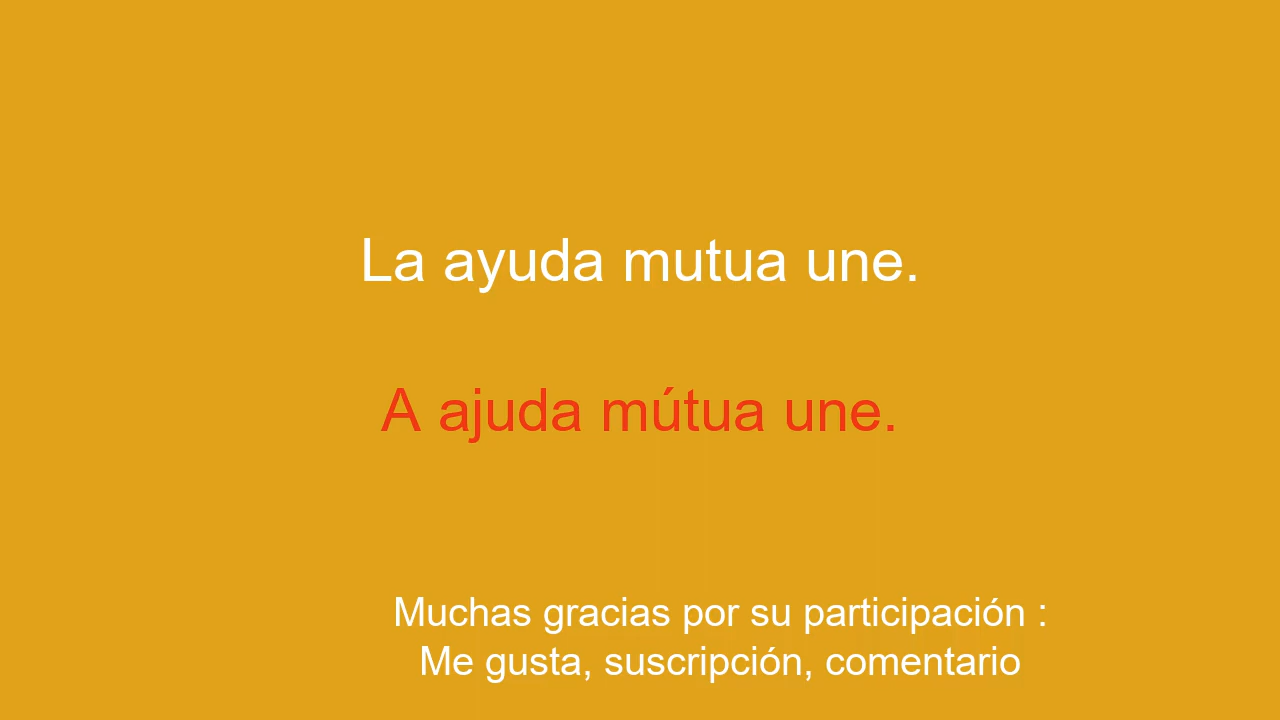 La ayuda mutua une.
A ajuda mútua une.
Muchas gracias por su participación :
Me gusta, suscripción, comentario